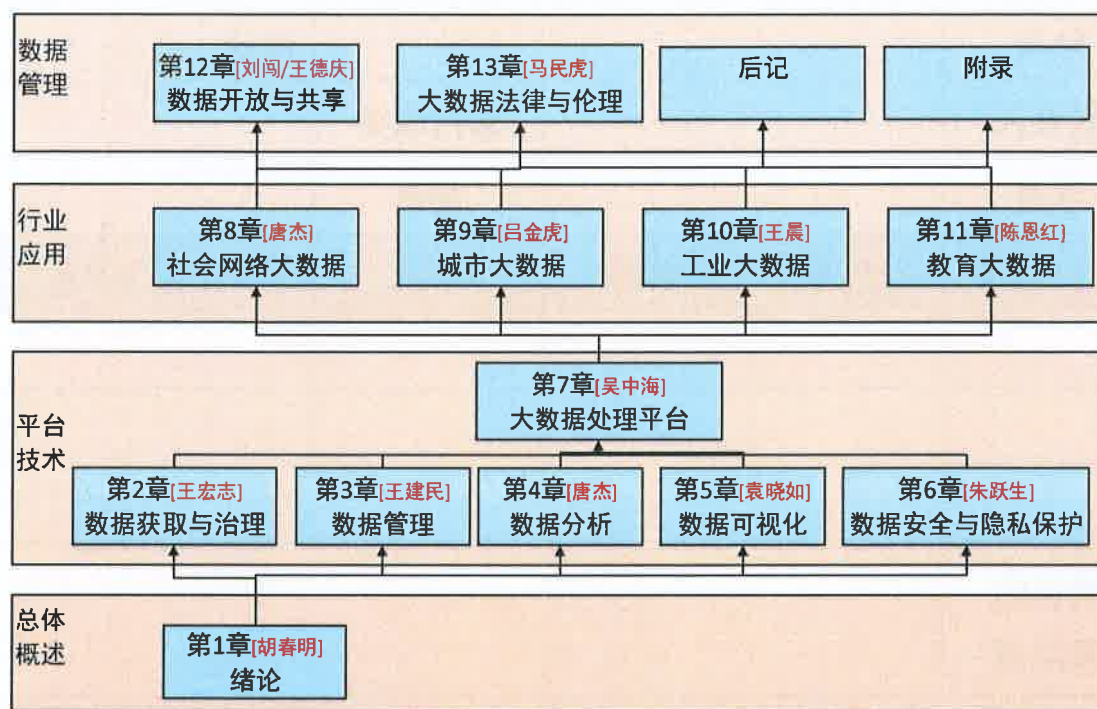 数据
管理
第12章[刘闯/王德庆]
数据开放与共享
第13章[马民虎]
大数据法律与伦理
后记
附录
行业
应用
第8章[唐杰]
社会网络大数据
第9章[吕金虎]
城市大数据
第10章[王晨]
工业大数据
第11章[陈恩红]
教育大数据
平台
技术
第7章[吴中海]
大数据处理平台
第2章[王宏志]
数据获取与治理
第3章[王建民]
数据管理
第4章[唐杰]
数据分析
第5章[袁晓如]
数据可视化
第6章[朱跃生]
数据安全与隐私保护
总体
概述
第1章[胡春明]
绪论